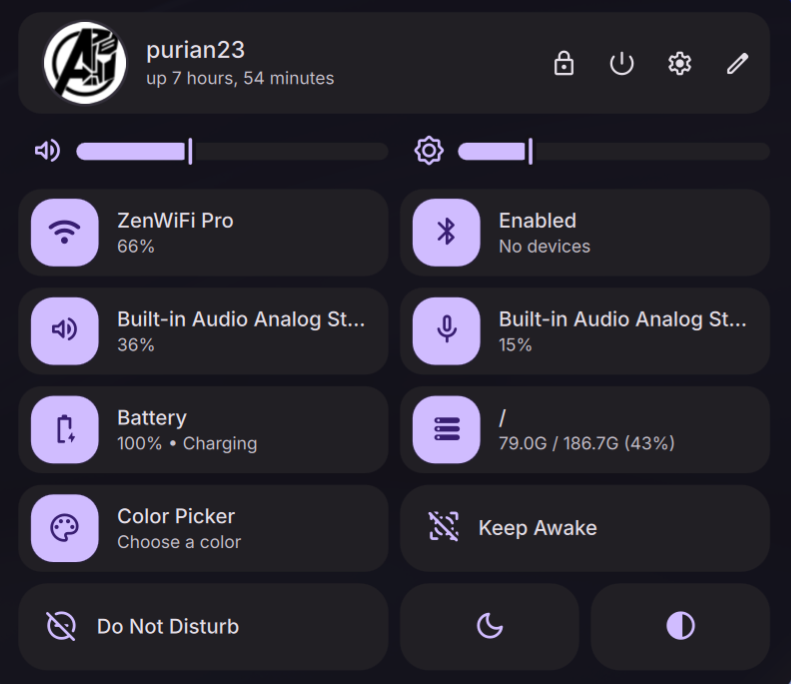 purian23
up 7 hours, 54 minutes
ZenWiFi Pro
66%
Enabled
No devices
Built-in Audio Analog St...
36%
Built-in Audio Analog St...
15%
Battery
100% • Charging
/
79.0G / 186.7G (43%)
Color Picker
Choose a color
Keep Awake
Do Not Disturb